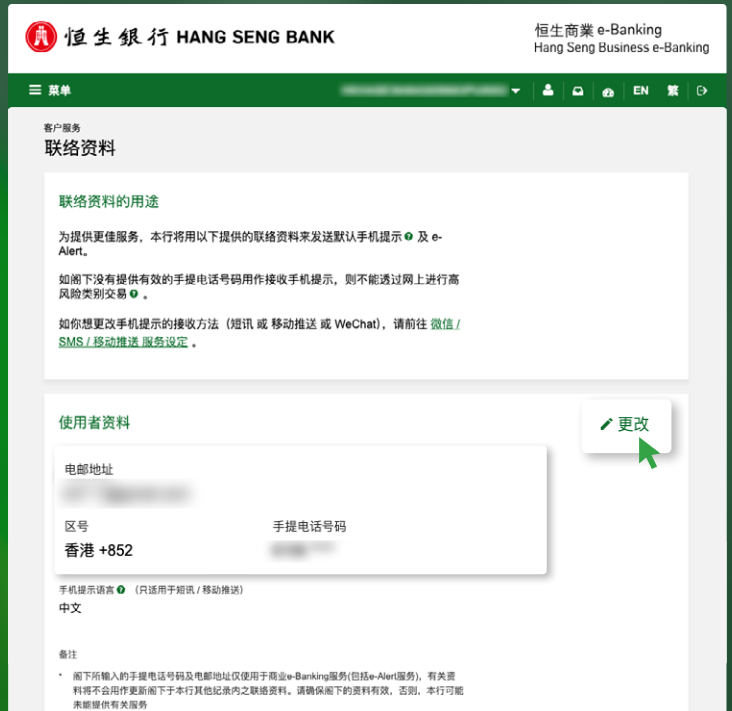 恒生銀行 HANG SENG BANK
恒生商業 e-Banking
Hang Seng Business e-Banking
菜单
EN 繁
客户服务
联络资料
联络资料的用途
为提供更佳服务，本行将用以下提供的联络资料来发送默认手机提示 ? 及 e-
Alert。
如阁下没有提供有效的手提电话号码用作接收手机提示，则不能透过网上进行高
风险类别交易 ? 。
如你想更改手机提示的接收方法（短讯 或 移动推送 或 WeChat），请前往 微信 /
SMS / 移动推送 服务设定 。
使用者资料
更改
电邮地址
区号 手提电话号码
香港 +852
手机提示语言 ? （只适用于短讯 / 移动推送）
中文
备注
• 阁下所输入的手提电话号码及电邮地址仅使用于商业e-Banking服务(包括e-Alert服务)，有关资
料将不会用作更新阁下于本行其他纪录内之联络资料。请确保阁下的资料有效，否则，本行可能
未能提供有关服务